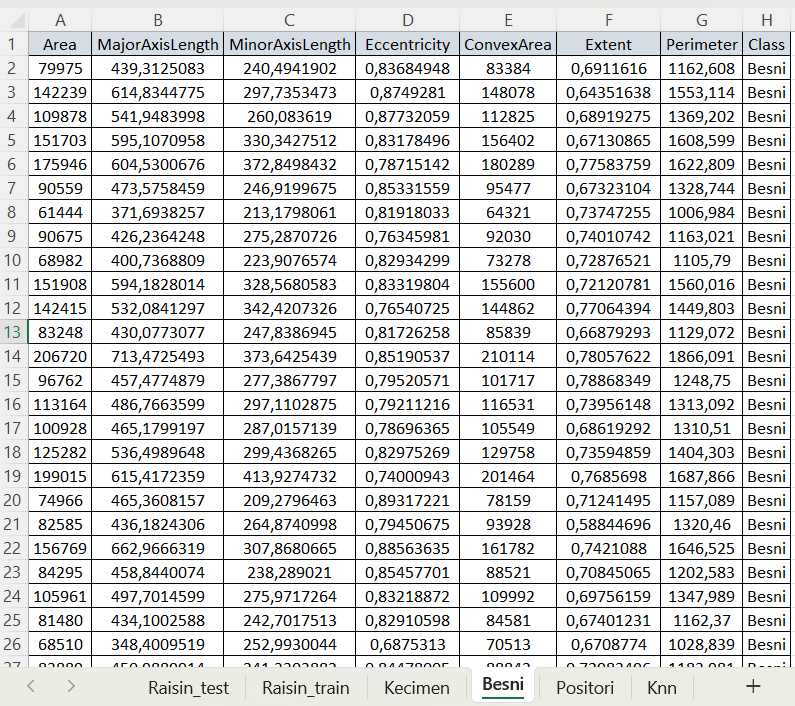 A B C D E F G H
1 Area MajorAxisLength MinorAxisLength Eccentricity ConvexArea Extent Perimeter Class
2 79975 439,3125083 240,4941902 0,83684948 83384 0,6911616 1162,608 Besni
3 142239 614,8344775 297,7353473 0,8749281 148078 0,64351638 1553,114 Besni
4 109878 541,9483998 260,083619 0,87732059 112825 0,68919275 1369,202 Besni
5 151703 595,1070958 330,3427512 0,83178496 156402 0,67130865 1608,599 Besni
6 175946 604,5300676 372,8498432 0,78715142 180289 0,77583759 1622,809 Besni
7 90559 473,5758459 246,9199675 0,85331559 95477 0,67323104 1328,744 Besni
8 61444 371,6938257 213,1798061 0,81918033 64321 0,73747255 1006,984 Besni
9 90675 426,2364248 275,2870726 0,76345981 92030 0,74010742 1163,021 Besni
10 68982 400,7368809 223,9076574 0,82934299 73278 0,72876521 1105,79 Besni
11 151908 594,1828014 328,5680583 0,83319804 155600 0,72120781 1560,016 Besni
12 142415 532,0841297 342,4207326 0,76540725 144862 0,77064394 1449,803 Besni
13 83248 430,0773077 247,8386945 0,81726258 85839 0,66879293 1129,072 Besni
14 206720 713,4725493 373,6425439 0,85190537 210114 0,78057622 1866,091 Besni
15 96762 457,4774879 277,3867797 0,79520571 101717 0,78868349 1248,75 Besni
16 113164 486,7663599 297,1102875 0,79211216 116531 0,73956148 1313,092 Besni
17 100928 465,1799197 287,0157139 0,78696365 105549 0,68619292 1310,51 Besni
18 125282 536,4989648 299,4368265 0,82975269 129758 0,73594859 1404,303 Besni
19 199015 615,4172359 413,9274732 0,74000943 201464 0,7685698 1687,866 Besni
20 74966 465,3608157 209,2796463 0,89317221 78159 0,71241495 1157,089 Besni
21 82585 436,1824306 264,8740998 0,79450675 93928 0,58844696 1320,46 Besni
22 156769 662,9666319 307,8680665 0,88563635 161782 0,7421088 1646,525 Besni
23 84295 458,8440074 238,289021 0,85457701 88521 0,70845065 1202,583 Besni
24 105961 497,7014599 275,9717264 0,83218872 109992 0,69756159 1347,989 Besni
25 81480 434,1002588 242,7017513 0,82910598 84581 0,67401231 1162,37 Besni
26 68510 348,4009519 252,9930044 0,6875313 70513 0,6708774 1028,839 Besni
27
Raisin_test Raisin_train Kecimen Besni Positori Knn